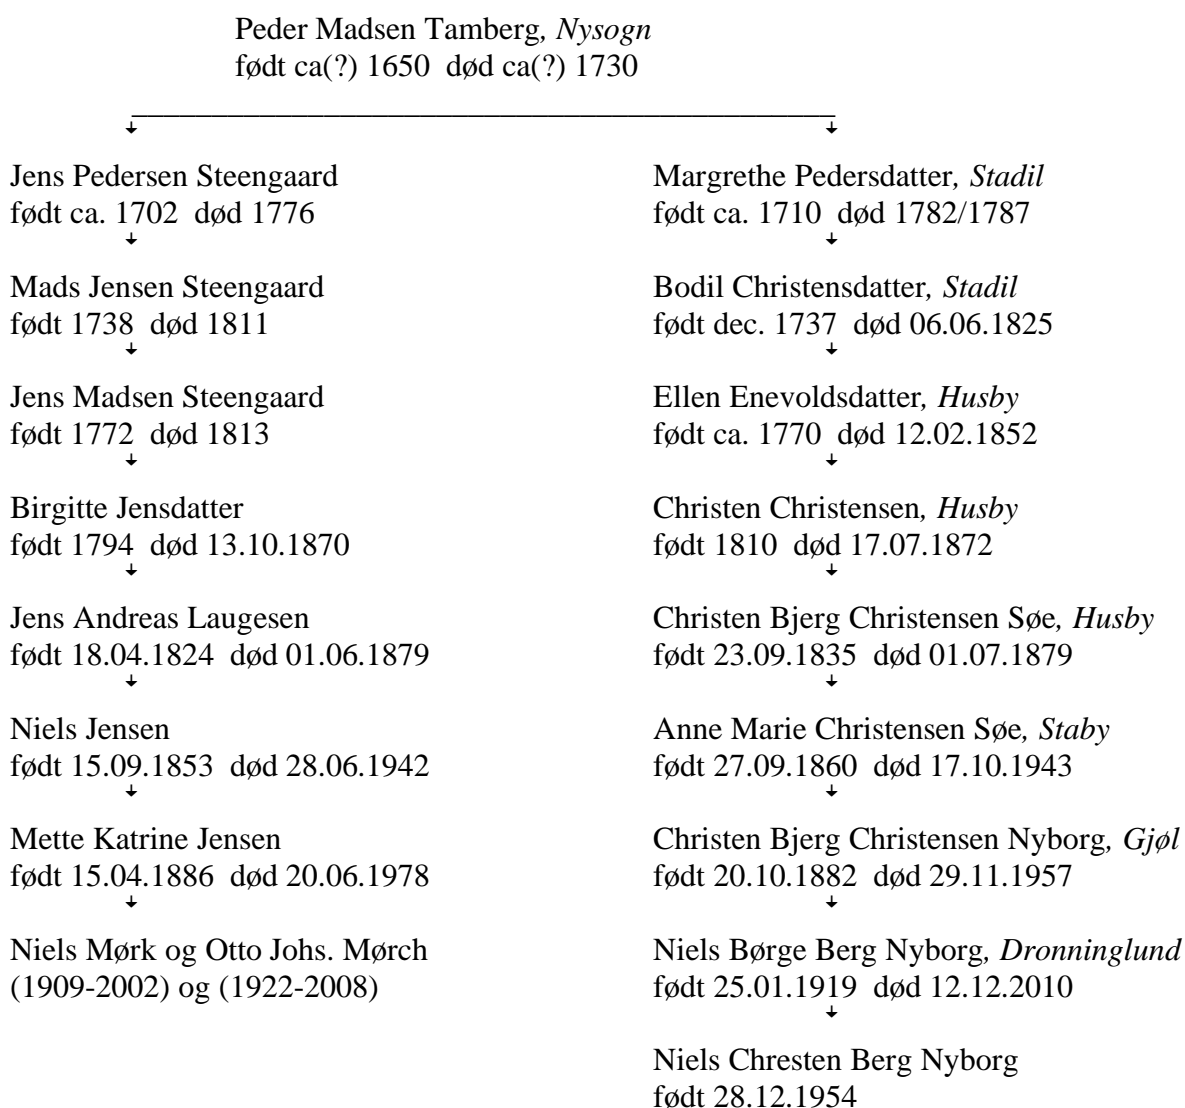 Peder Madsen Tamberg, Nysogn
født ca(?) 1650 død ca(?) 1730
Jens Pedersen Steengaard
født ca. 1702 død 1776
Margrethe Pedersdatter, Stadil
født ca. 1710 død 1782/1787
Mads Jensen Steengaard
født 1738 død 1811
Bodil Christensdatter, Stadil
født dec. 1737 død 06.06.1825
Jens Madsen Steengaard
født 1772 død 1813
Ellen Enevoldsdatter, Husby
født ca. 1770 død 12.02.1852
Birgitte Jensdatter
født 1794 død 13.10.1870
Christen Christensen, Husby
født 1810 død 17.07.1872
Jens Andreas Laugesen
født 18.04.1824 død 01.06.1879
Christen Bjerg Christensen Søe, Husby
født 23.09.1835 død 01.07.1879
Niels Jensen
født 15.09.1853 død 28.06.1942
Anne Marie Christensen Søe, Staby
født 27.09.1860 død 17.10.1943
Mette Katrine Jensen
født 15.04.1886 død 20.06.1978
Christen Bjerg Christensen Nyborg, Gjøl
født 20.10.1882 død 29.11.1957
Niels Mørk og Otto Johs. Mørch
(1909-2002) og (1922-2008)
Niels Børge Berg Nyborg, Dronninglund
født 25.01.1919 død 12.12.2010
Niels Chresten Berg Nyborg
født 28.12.1954